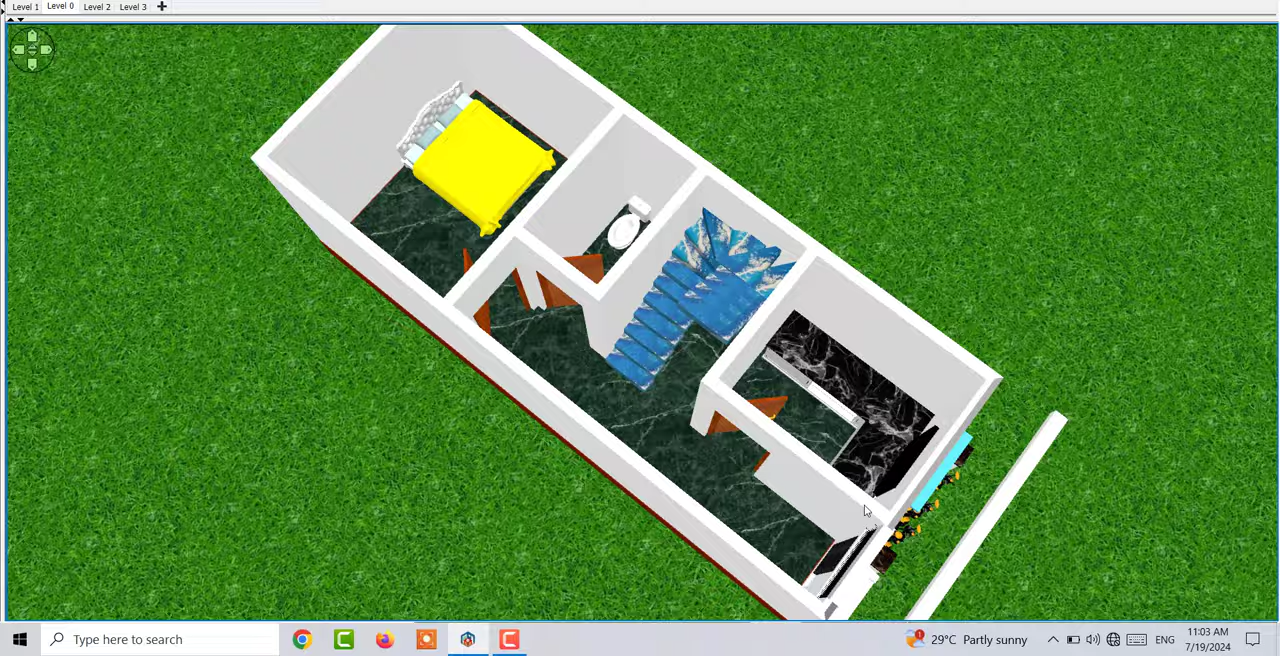 Level 1 Level 0 Level 2 Level 3
Type here to search
29°C Partly sunny
ENG
11:03 AM
7/19/2024